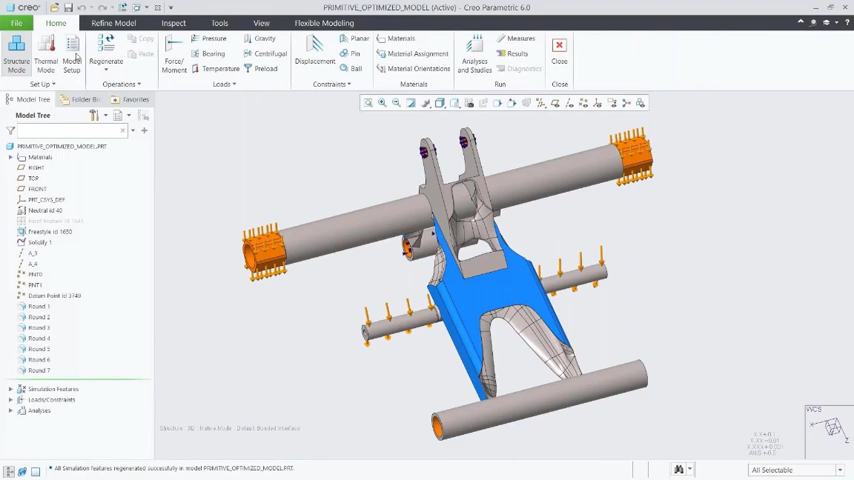 creo
PRIMITIVE_OPTIMIZED_MODEL (Active) - Creo Parametric 6.0
File Home Refine Model Inspect Tools View Flexible Modeling
Structure Mode
Thermal Mode
Model Setup
Set Up
Regenerate
Copy
Paste
Operations
Force/Moment
Pressure
Bearing
Temperature
Gravity
Centrifugal
Preload
Loads
Displacement
Planar
Pin
Ball
Constraints
Materials
Material Assignment
Material Orientations
Materials
Analyses and Studies
Measures
Results
Diagnostics
Run
Close
Close
Model Tree Folder Br Favorites
Model Tree
PRIMITIVE_OPTIMIZED_MODEL.PRT
Materials
RIGHT
TOP
FRONT
PRT_CSYS_DEF
Neutral id 40
Freestyle id 1650
Solidify 1
A_3
A_4
PNT0
PNT1
Datum Point id 3749
Round 1
Round 2
Round 3
Round 4
Round 5
Round 6
Round 7
Simulation Features
Loads/Constraints
Analyses
WCS
All Simulation features regenerated successfully in model PRIMITIVE_OPTIMIZED_MODEL.PRT.
All Selectable